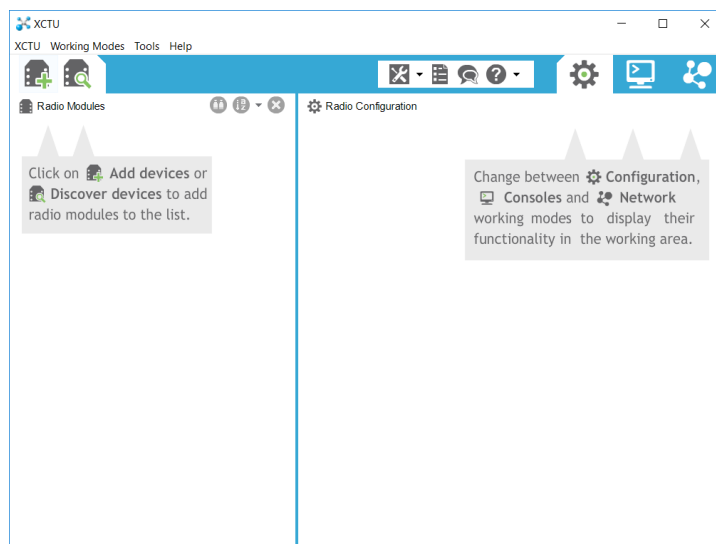 XCTU
XCTU Working Modes Tools Help
Radio Modules
Radio Configuration
Click on Add devices or
Discover devices to add
radio modules to the list.
Change between Configuration,
Consoles and Network
working modes to display their
functionality in the working area.